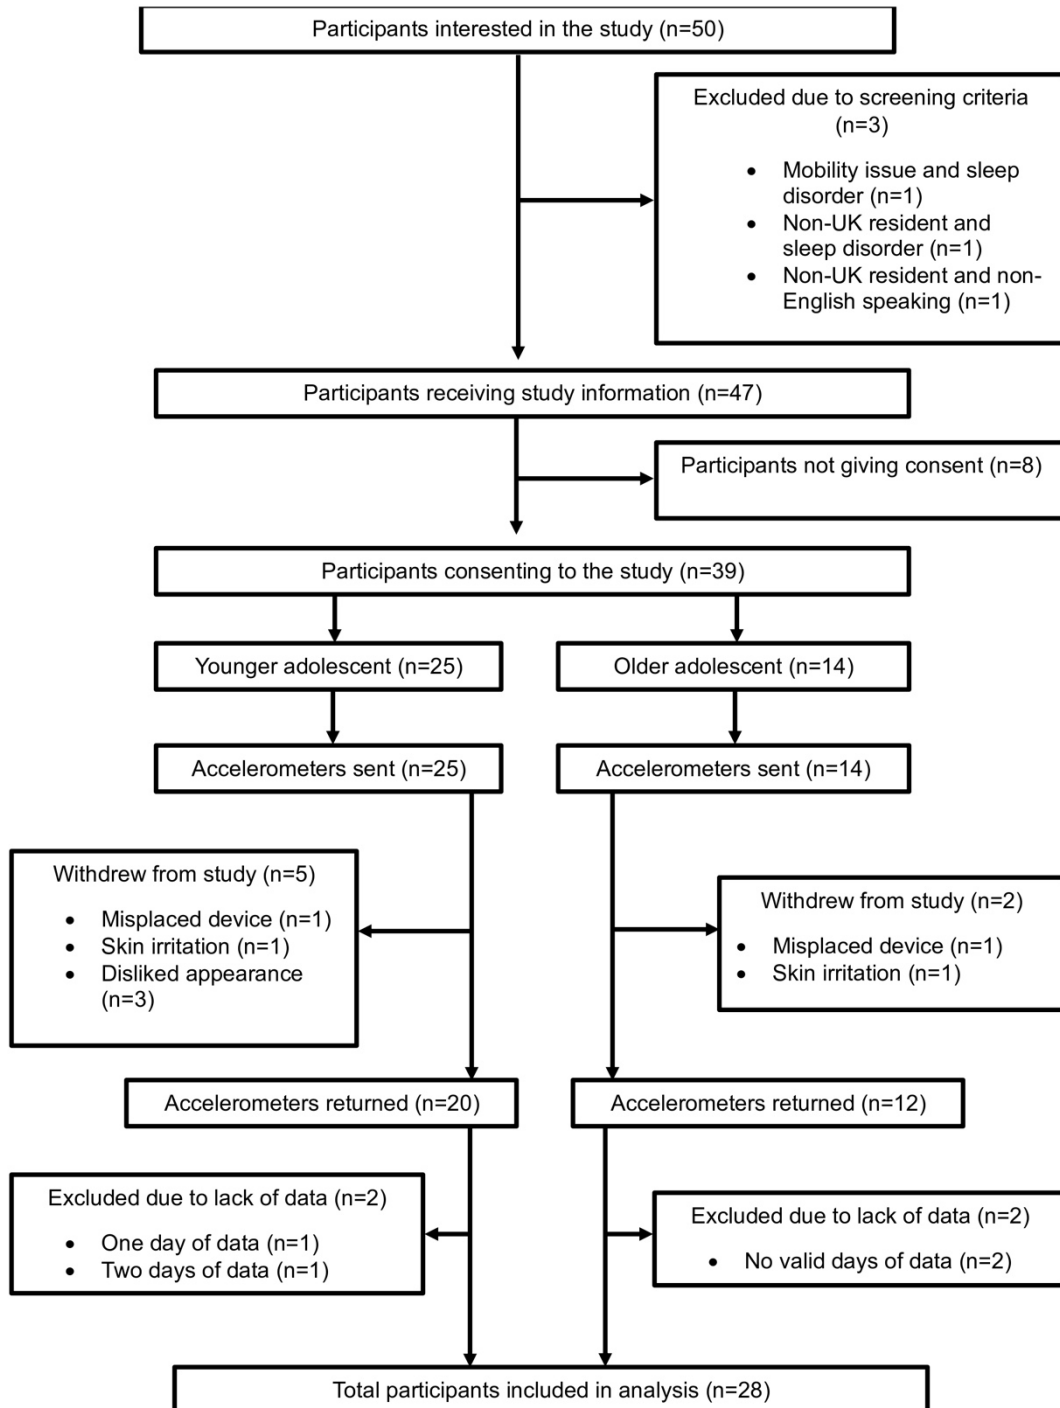 Participants interested in the study (n=50)
Excluded due to screening criteria
(n=3)
• Mobility issue and sleep
disorder (n=1)
• Non-UK resident and
sleep disorder (n=1)
• Non-UK resident and non-
English speaking (n=1)
Participants receiving study information (n=47)
Participants not giving consent (n=8)
Participants consenting to the study (n=39)
Younger adolescent (n=25)
Older adolescent (n=14)
Accelerometers sent (n=25)
Accelerometers sent (n=14)
Withdrew from study (n=5)
• Misplaced device (n=1)
• Skin irritation (n=1)
• Disliked appearance
(n=3)
Withdrew from study (n=2)
• Misplaced device (n=1)
• Skin irritation (n=1)
Accelerometers returned (n=20)
Accelerometers returned (n=12)
Excluded due to lack of data (n=2)
• One day of data (n=1)
• Two days of data (n=1)
Excluded due to lack of data (n=2)
• No valid days of data (n=2)
Total participants included in analysis (n=28)